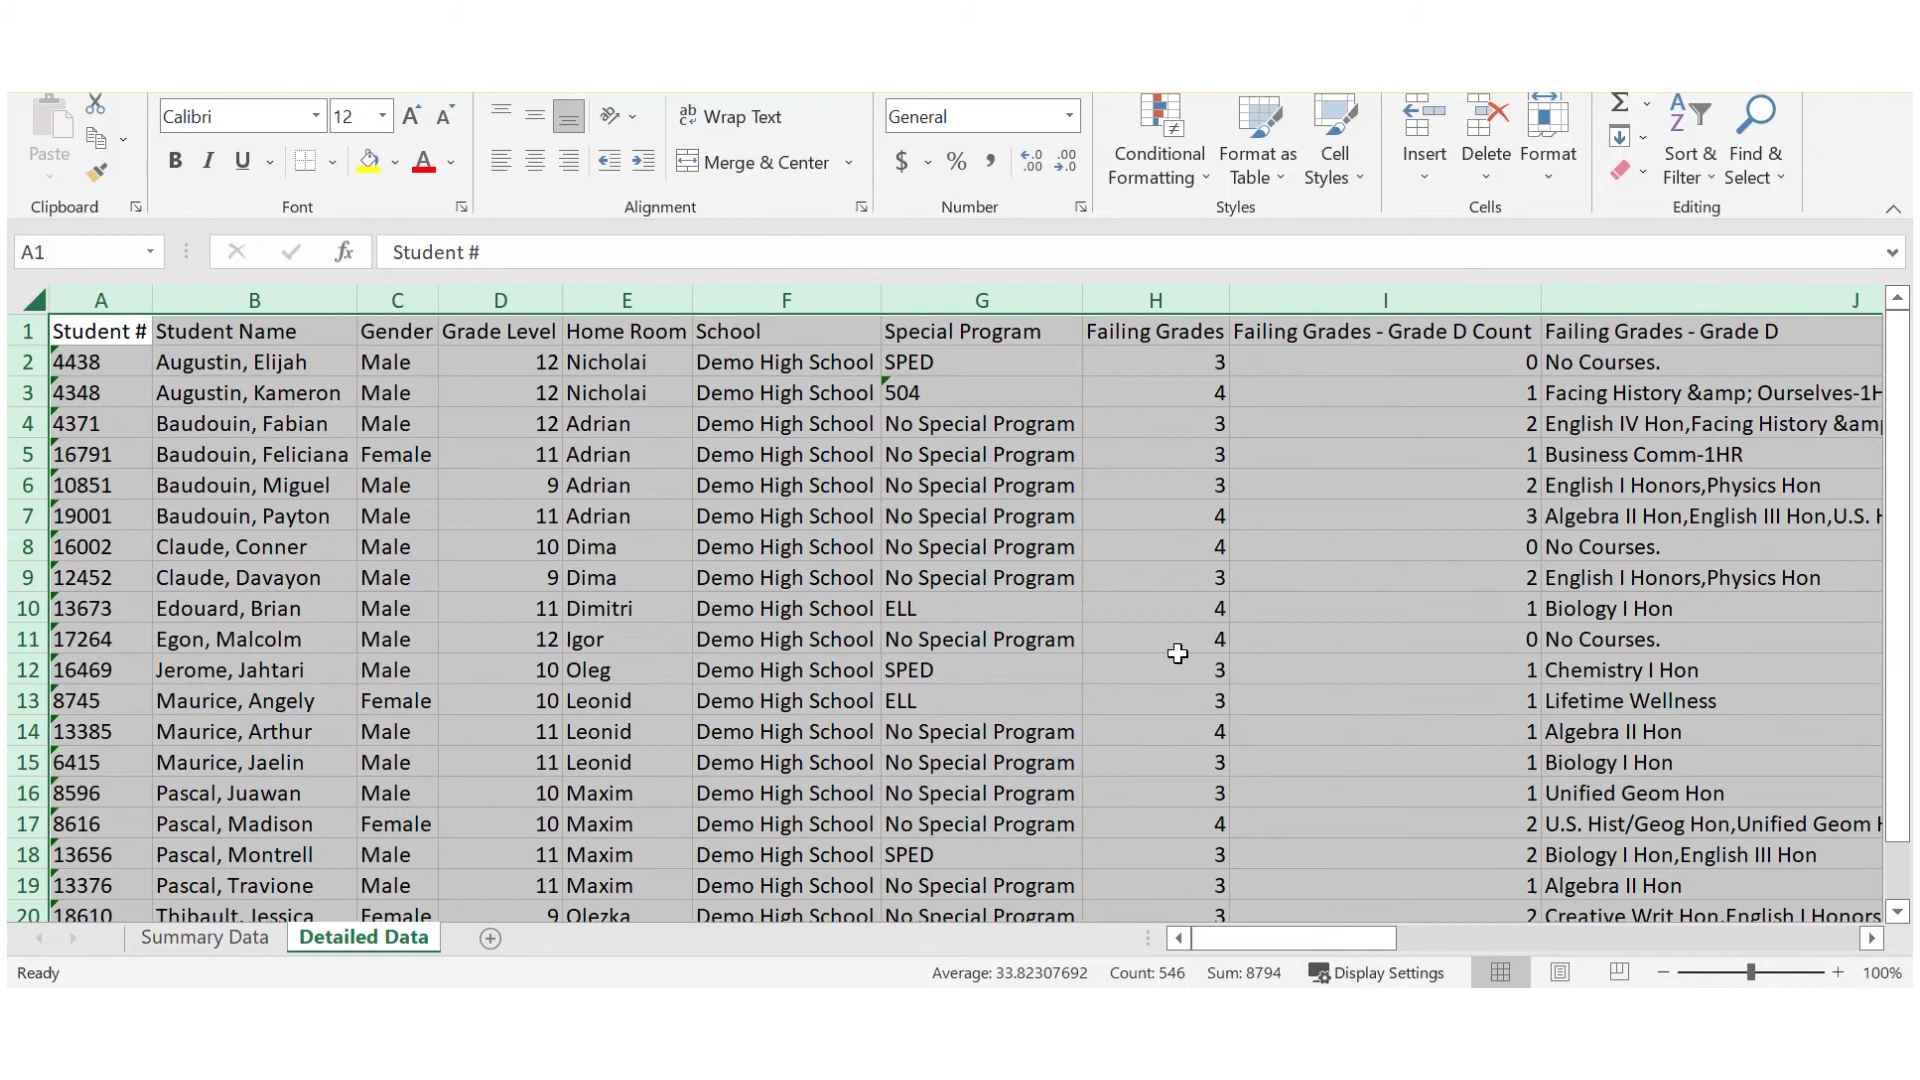 Calibri 12 Wrap Text General
Paste B I U A Merge & Center $ % Conditional Formatting Format as Table Cell Styles Insert Delete Format Sort & Filter Find & Select
Clipboard Font Alignment Number Styles Cells Editing
A1 fx Student #
A B C D E F G H I J
1 Student # Student Name Gender Grade Level Home Room School Special Program Failing Grades Failing Grades - Grade D Count Failing Grades - Grade D
2 4438 Augustin, Elijah Male 12 Nicholai Demo High School SPED 3 0 No Courses.
3 4348 Augustin, Kameron Male 12 Nicholai Demo High School 504 4 1 Facing History &amp; Ourselves-1H
4 4371 Baudouin, Fabian Male 12 Adrian Demo High School No Special Program 3 2 English IV Hon,Facing History &amp
5 16791 Baudouin, Feliciana Female 11 Adrian Demo High School No Special Program 3 1 Business Comm-1HR
6 10851 Baudouin, Miguel Male 9 Adrian Demo High School No Special Program 3 2 English I Honors,Physics Hon
7 19001 Baudouin, Payton Male 11 Adrian Demo High School No Special Program 4 3 Algebra II Hon,English III Hon,U.S. H
8 16002 Claude, Conner Male 10 Dima Demo High School No Special Program 4 0 No Courses.
9 12452 Claude, Davayon Male 9 Dima Demo High School No Special Program 3 2 English I Honors,Physics Hon
10 13673 Edouard, Brian Male 11 Dimitri Demo High School ELL 4 1 Biology I Hon
11 17264 Egon, Malcolm Male 12 Igor Demo High School No Special Program 4 0 No Courses.
12 16469 Jerome, Jahtari Male 10 Oleg Demo High School SPED 3 1 Chemistry I Hon
13 8745 Maurice, Angely Female 10 Leonid Demo High School ELL 3 1 Lifetime Wellness
14 13385 Maurice, Arthur Male 11 Leonid Demo High School No Special Program 4 1 Algebra II Hon
15 6415 Maurice, Jaelin Male 11 Leonid Demo High School No Special Program 3 1 Biology I Hon
16 8596 Pascal, Juawan Male 10 Maxim Demo High School No Special Program 3 1 Unified Geom Hon
17 8616 Pascal, Madison Female 10 Maxim Demo High School No Special Program 4 2 U.S. Hist/Geog Hon,Unified Geom H
18 13656 Pascal, Montrell Male 11 Maxim Demo High School SPED 3 2 Biology I Hon,English III Hon
19 13376 Pascal, Travione Male 11 Maxim Demo High School No Special Program 3 1 Algebra II Hon
20 18610 Thibault, Jessica Female 9 Olezka Demo High School No Special Program 3 2 Creative Writ Hon,English I Honors
Summary Data Detailed Data
Ready Average: 33.82307692 Count: 546 Sum: 8794 Display Settings 100%